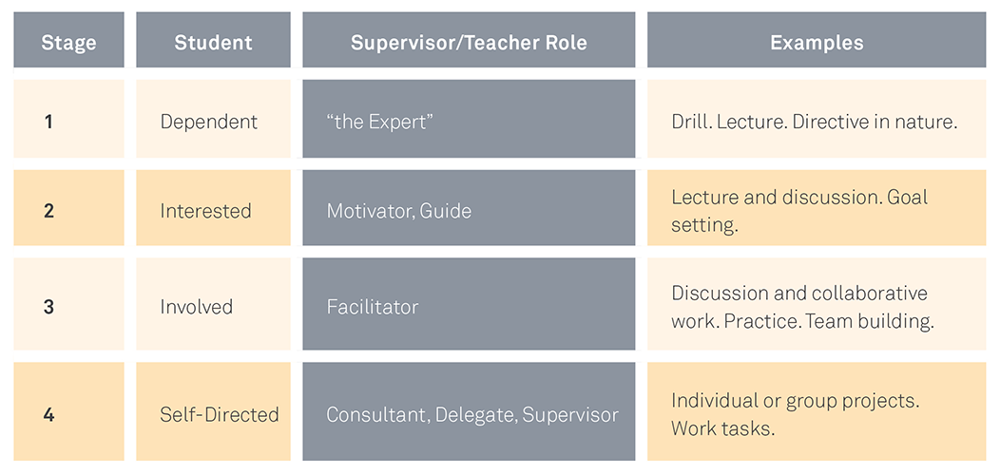 Stage Student Supervisor/Teacher Role Examples
1 Dependent “the Expert” Drill. Lecture. Directive in nature.
2 Interested Motivator, Guide Lecture and discussion. Goal
setting.
3 Involved Facilitator Discussion and collaborative
work. Practice. Team building.
4 Self-Directed Consultant, Delegate, Supervisor Individual or group projects.
Work tasks.